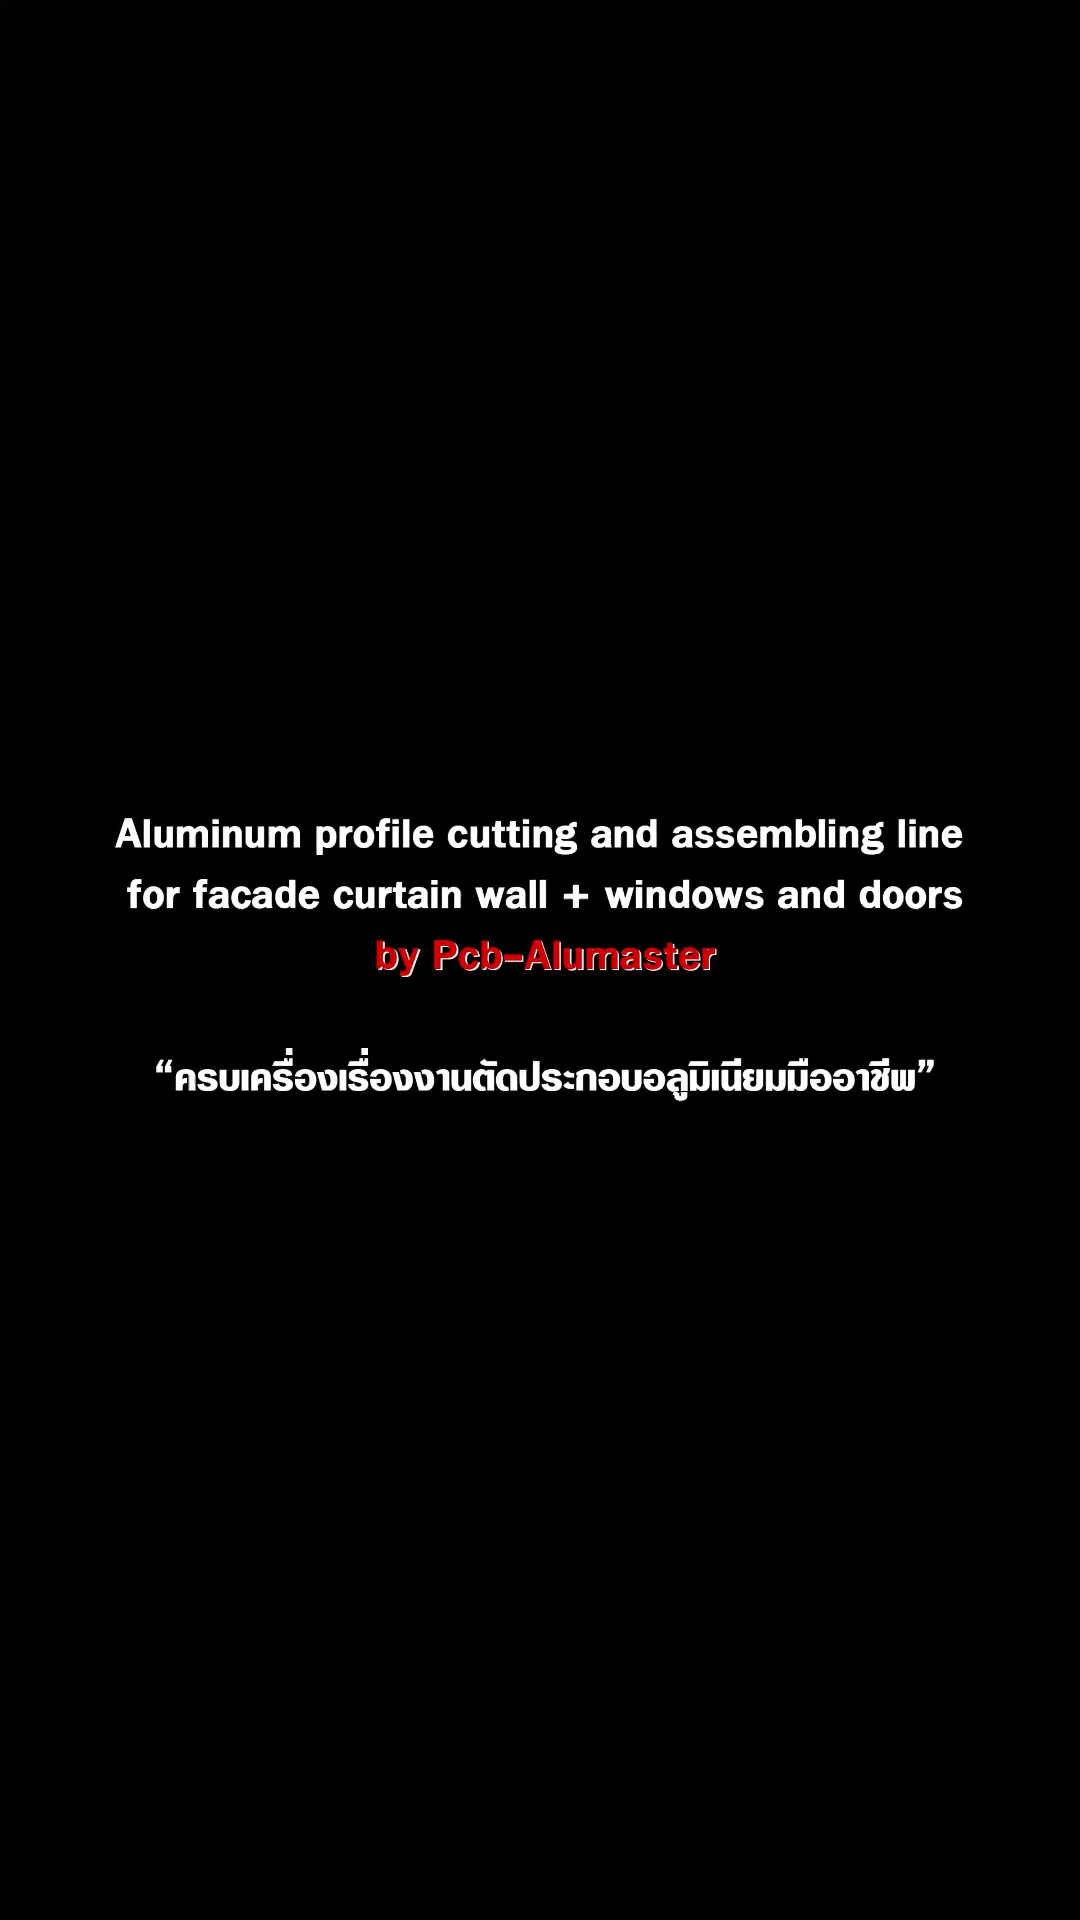 Aluminum profile cutting and assembling line
for facade curtain wall + windows and doors
by Pcb-Alumaster
“ครบเครื่องเรื่องงานตัดประกอบอลูมิเนียมมืออาชีพ”